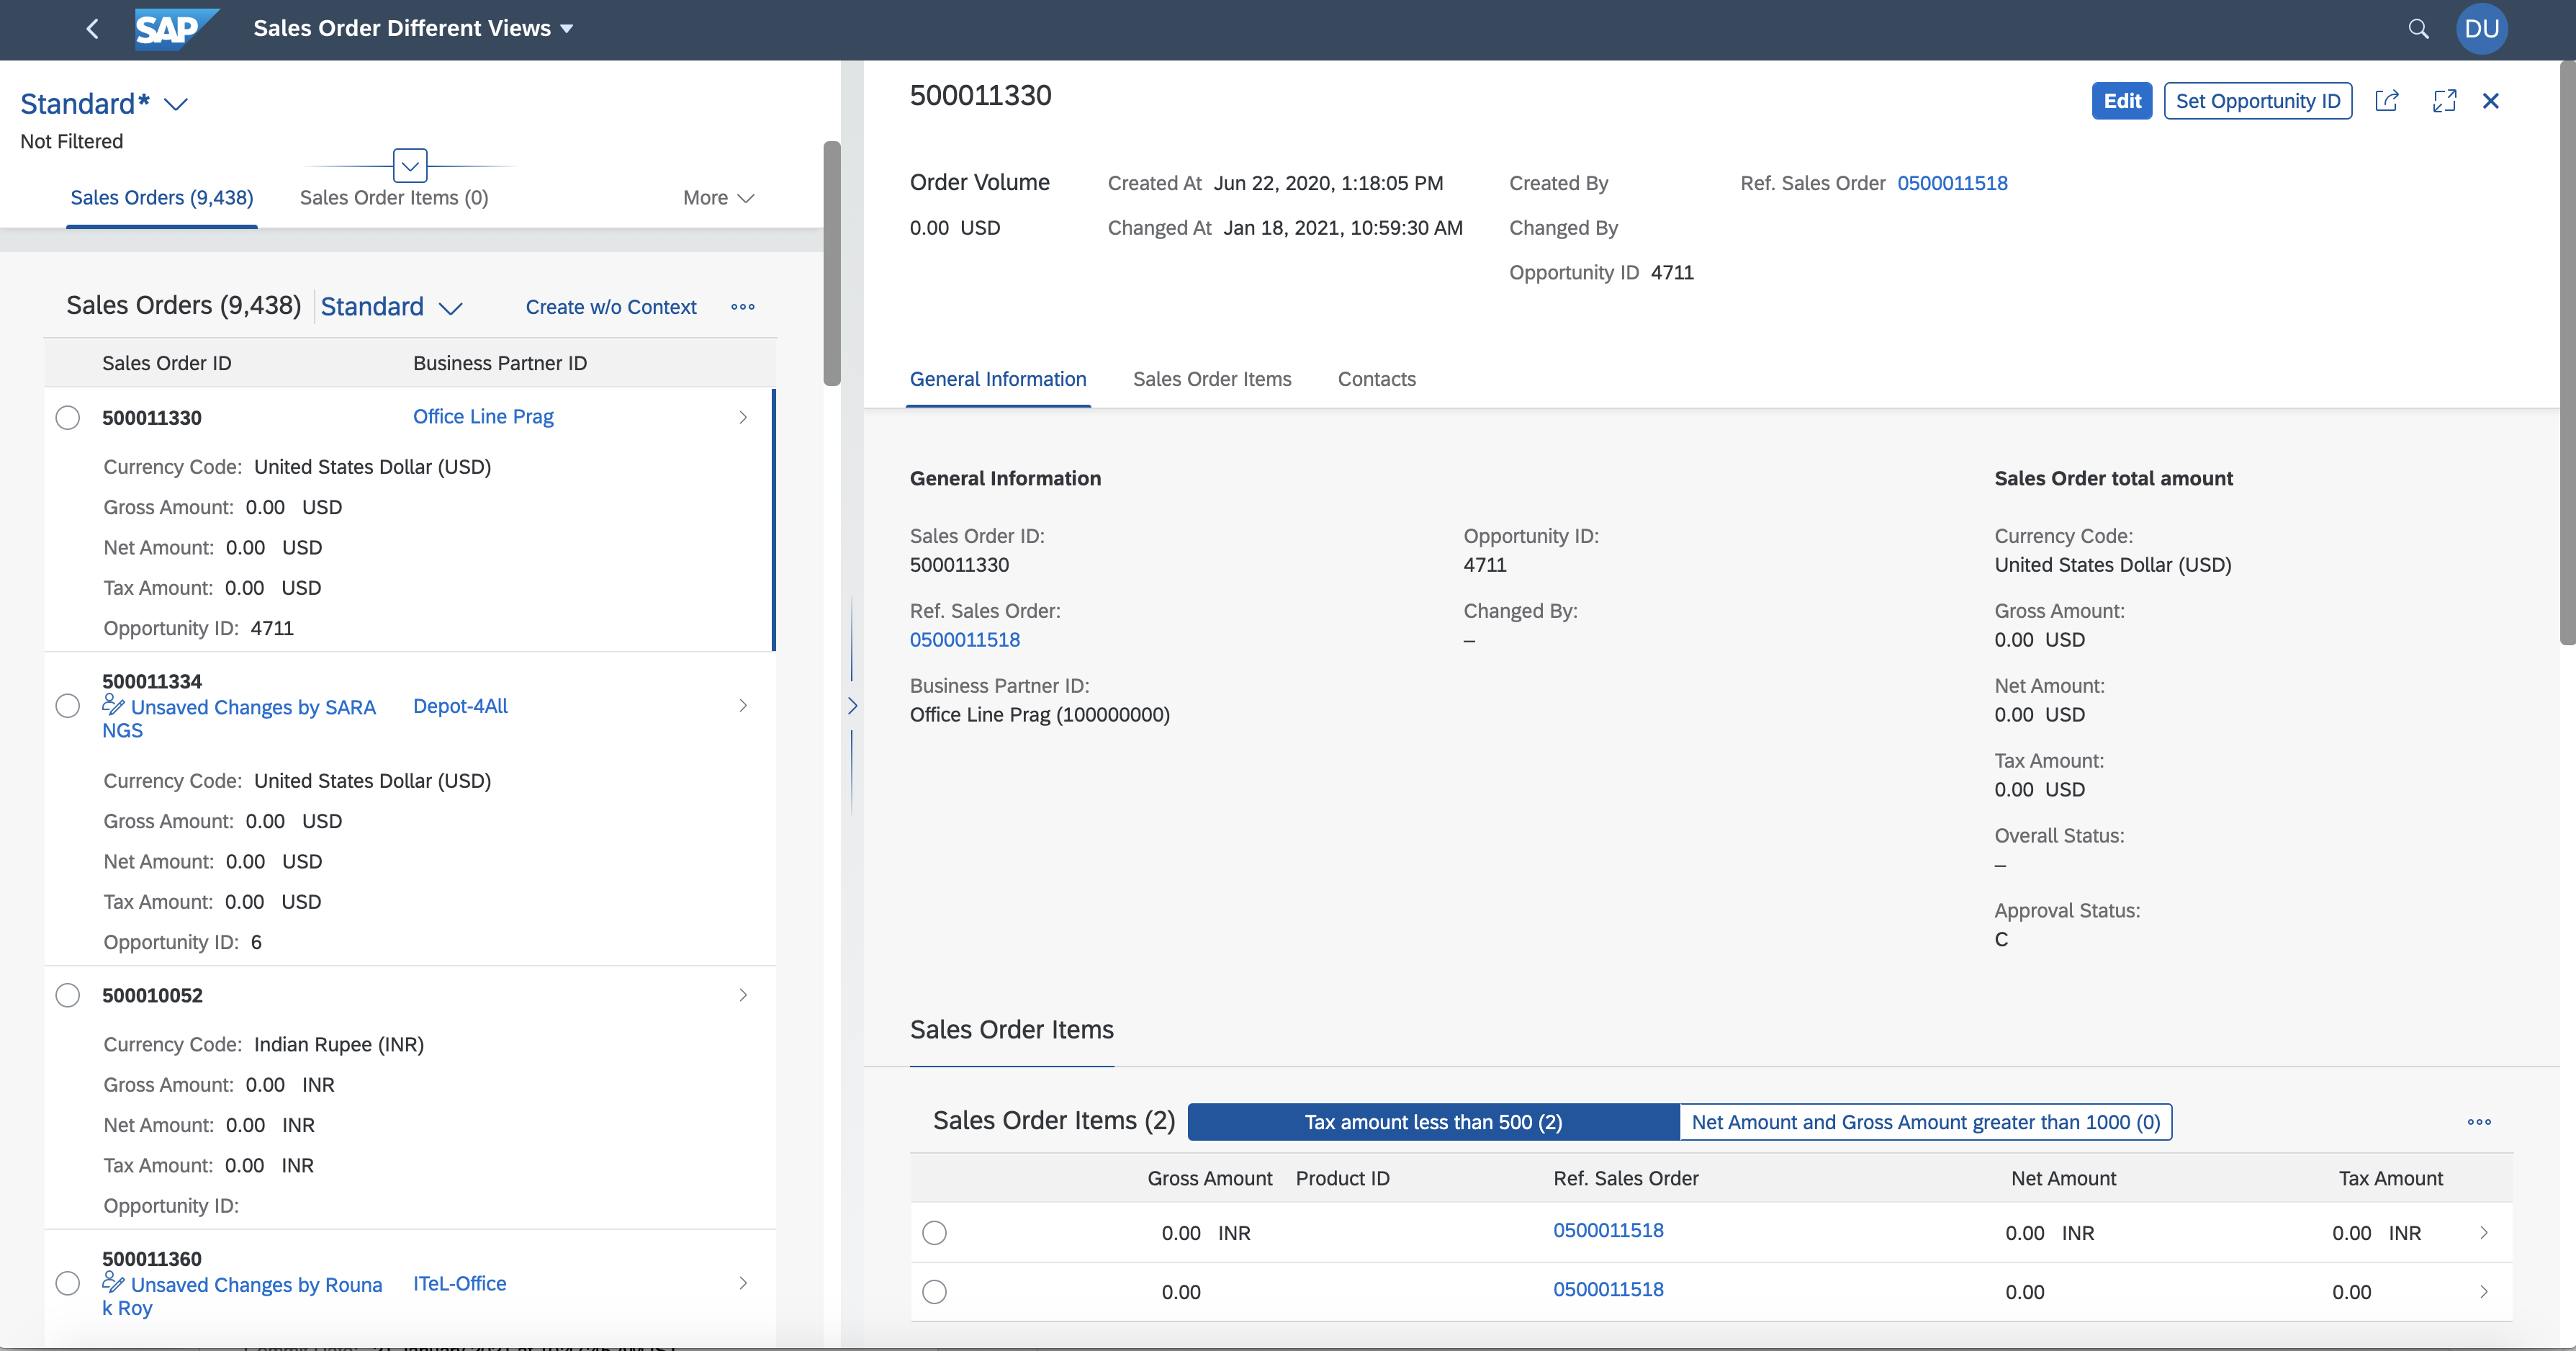 SAP
Sales Order Different Views
DU
Standard*
Not Filtered
Sales Orders (9,438)
Sales Order Items (0)
More
Sales Orders (9,438)
Standard
Create w/o Context
Sales Order ID
Business Partner ID
500011330
Office Line Prag
Currency Code: United States Dollar (USD)
Gross Amount: 0.00 USD
Net Amount: 0.00 USD
Tax Amount: 0.00 USD
Opportunity ID: 4711
500011334
Unsaved Changes by SARA
NGS
Depot-4All
Currency Code: United States Dollar (USD)
Gross Amount: 0.00 USD
Net Amount: 0.00 USD
Tax Amount: 0.00 USD
Opportunity ID: 6
500010052
Currency Code: Indian Rupee (INR)
Gross Amount: 0.00 INR
Net Amount: 0.00 INR
Tax Amount: 0.00 INR
Opportunity ID:
500011360
Unsaved Changes by Rouna
k Roy
ITeL-Office
500011330
Edit
Set Opportunity ID
Order Volume
0.00 USD
Created At Jun 22, 2020, 1:18:05 PM
Changed At Jan 18, 2021, 10:59:30 AM
Created By
Changed By
Opportunity ID 4711
Ref. Sales Order 0500011518
General Information
Sales Order Items
Contacts
General Information
Sales Order ID:
500011330
Ref. Sales Order:
0500011518
Business Partner ID:
Office Line Prag (100000000)
Opportunity ID:
4711
Changed By:
–
Sales Order total amount
Currency Code:
United States Dollar (USD)
Gross Amount:
0.00 USD
Net Amount:
0.00 USD
Tax Amount:
0.00 USD
Overall Status:
–
Approval Status:
C
Sales Order Items
Sales Order Items (2)
Tax amount less than 500 (2)
Net Amount and Gross Amount greater than 1000 (0)
Gross Amount Product ID Ref. Sales Order Net Amount Tax Amount
0.00 INR 0500011518 0.00 INR 0.00 INR
0.00 0500011518 0.00 0.00